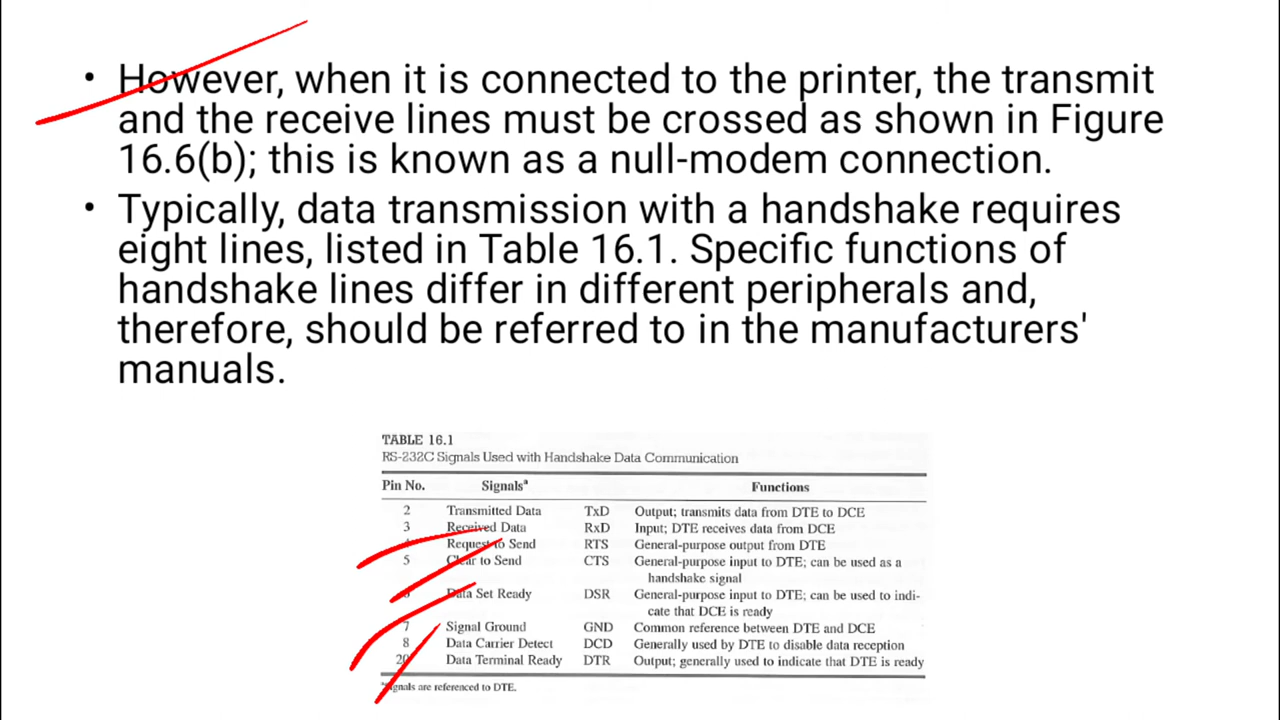 • However, when it is connected to the printer, the transmit
and the receive lines must be crossed as shown in Figure
16.6(b); this is known as a null-modem connection.
• Typically, data transmission with a handshake requires
eight lines, listed in Table 16.1. Specific functions of
handshake lines differ in different peripherals and,
therefore, should be referred to in the manufacturers'
manuals.
TABLE 16.1
RS-232C Signals Used with Handshake Data Communication
Pin No. Signalsª Functions
2 Transmitted Data TxD Output; transmits data from DTE to DCE
3 Received Data RxD Input; DTE receives data from DCE
Request to Send RTS General-purpose output from DTE
5 Clear to Send CTS General-purpose input to DTE; can be used as a
handshake signal
Data Set Ready DSR General-purpose input to DTE; can be used to indi-
cate that DCE is ready
7 Signal Ground GND Common reference between DTE and DCE
8 Data Carrier Detect DCD Generally used by DTE to disable data reception
20 Data Terminal Ready DTR Output; generally used to indicate that DTE is ready
ªSignals are referenced to DTE.